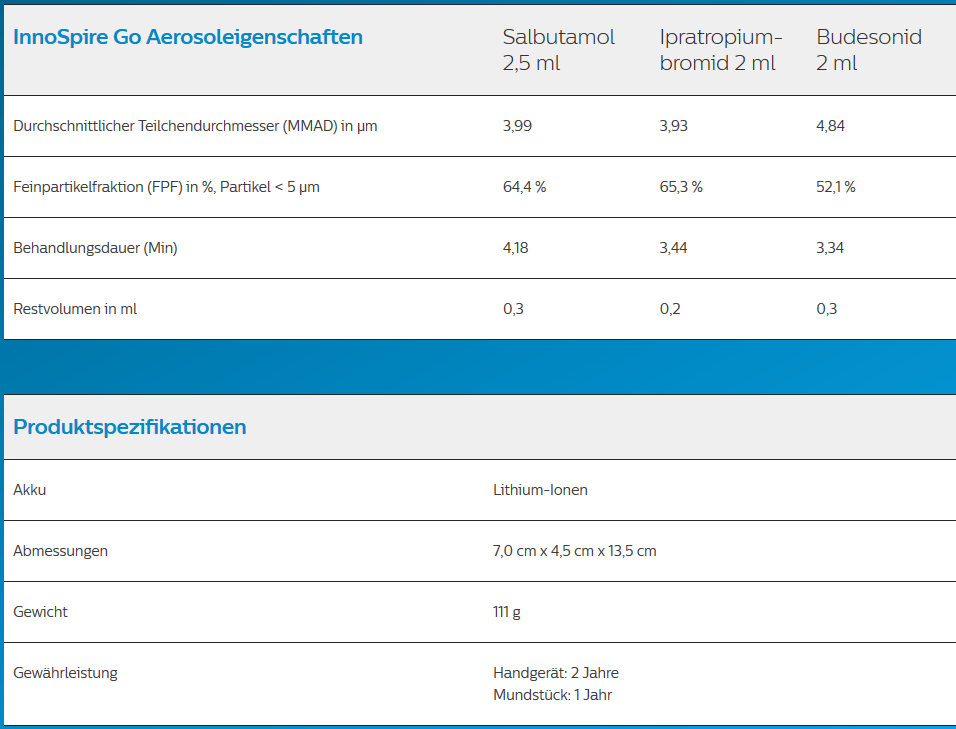 InnoSpire Go Aerosoleigenschaften Salbutamol 2,5 ml Ipratropium-bromid 2 ml Budesonid 2 ml
Durchschnittlicher Teilchendurchmesser (MMAD) in µm 3,99 3,93 4,84
Feinpartikelfraktion (FPF) in %, Partikel < 5 µm 64,4 % 65,3 % 52,1 %
Behandlungsdauer (Min) 4,18 3,44 3,34
Restvolumen in ml 0,3 0,2 0,3
Produktspezifikationen
Akku Lithium-Ionen
Abmessungen 7,0 cm x 4,5 cm x 13,5 cm
Gewicht 111 g
Gewährleistung Handgerät: 2 Jahre
Mundstück: 1 Jahr